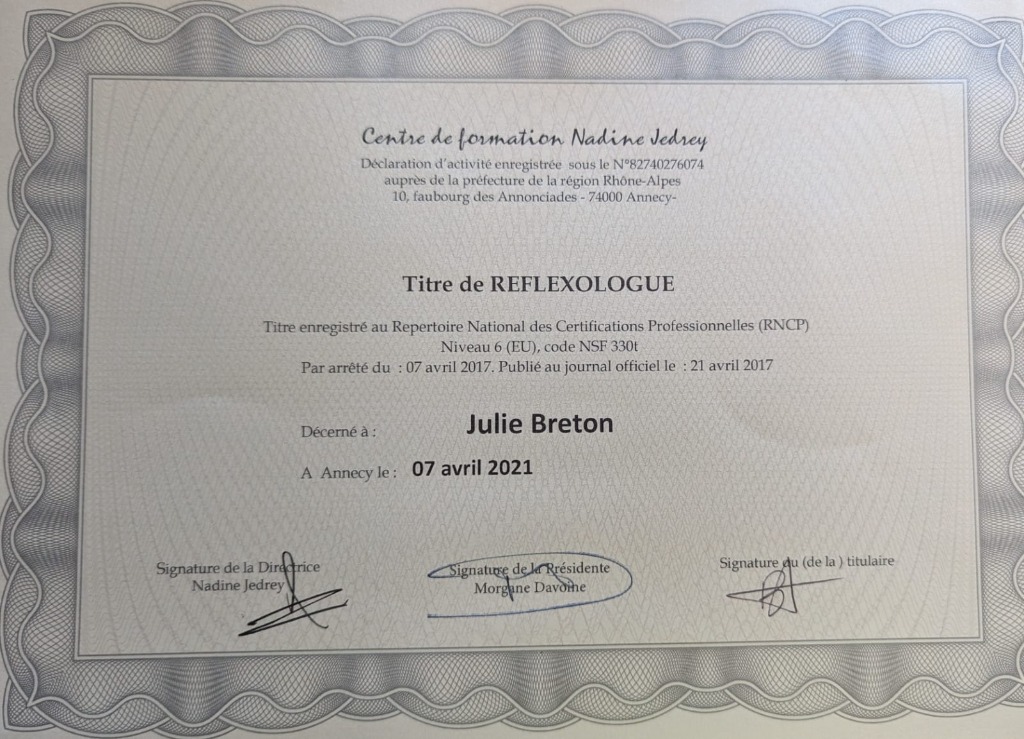 Centre de formation Nadine Jedrey
Déclaration d'activité enregistrée sous le N°82740276074
auprès de la préfecture de la région Rhône-Alpes
10, faubourg des Annonciades - 74000 Annecy-
Titre de REFLEXOLOGUE
Titre enregistré au Repertoire National des Certifications Professionnelles (RNCP)
Niveau 6 (EU), code NSF 330t
Par arrêté du : 07 avril 2017. Publié au journal officiel le : 21 avril 2017
Décerné à : Julie Breton
A Annecy le : 07 avril 2021
Signature de la Directrice
Nadine Jedrey
Signature de la Présidente
Morgane Davoine
Signature du (de la ) titulaire